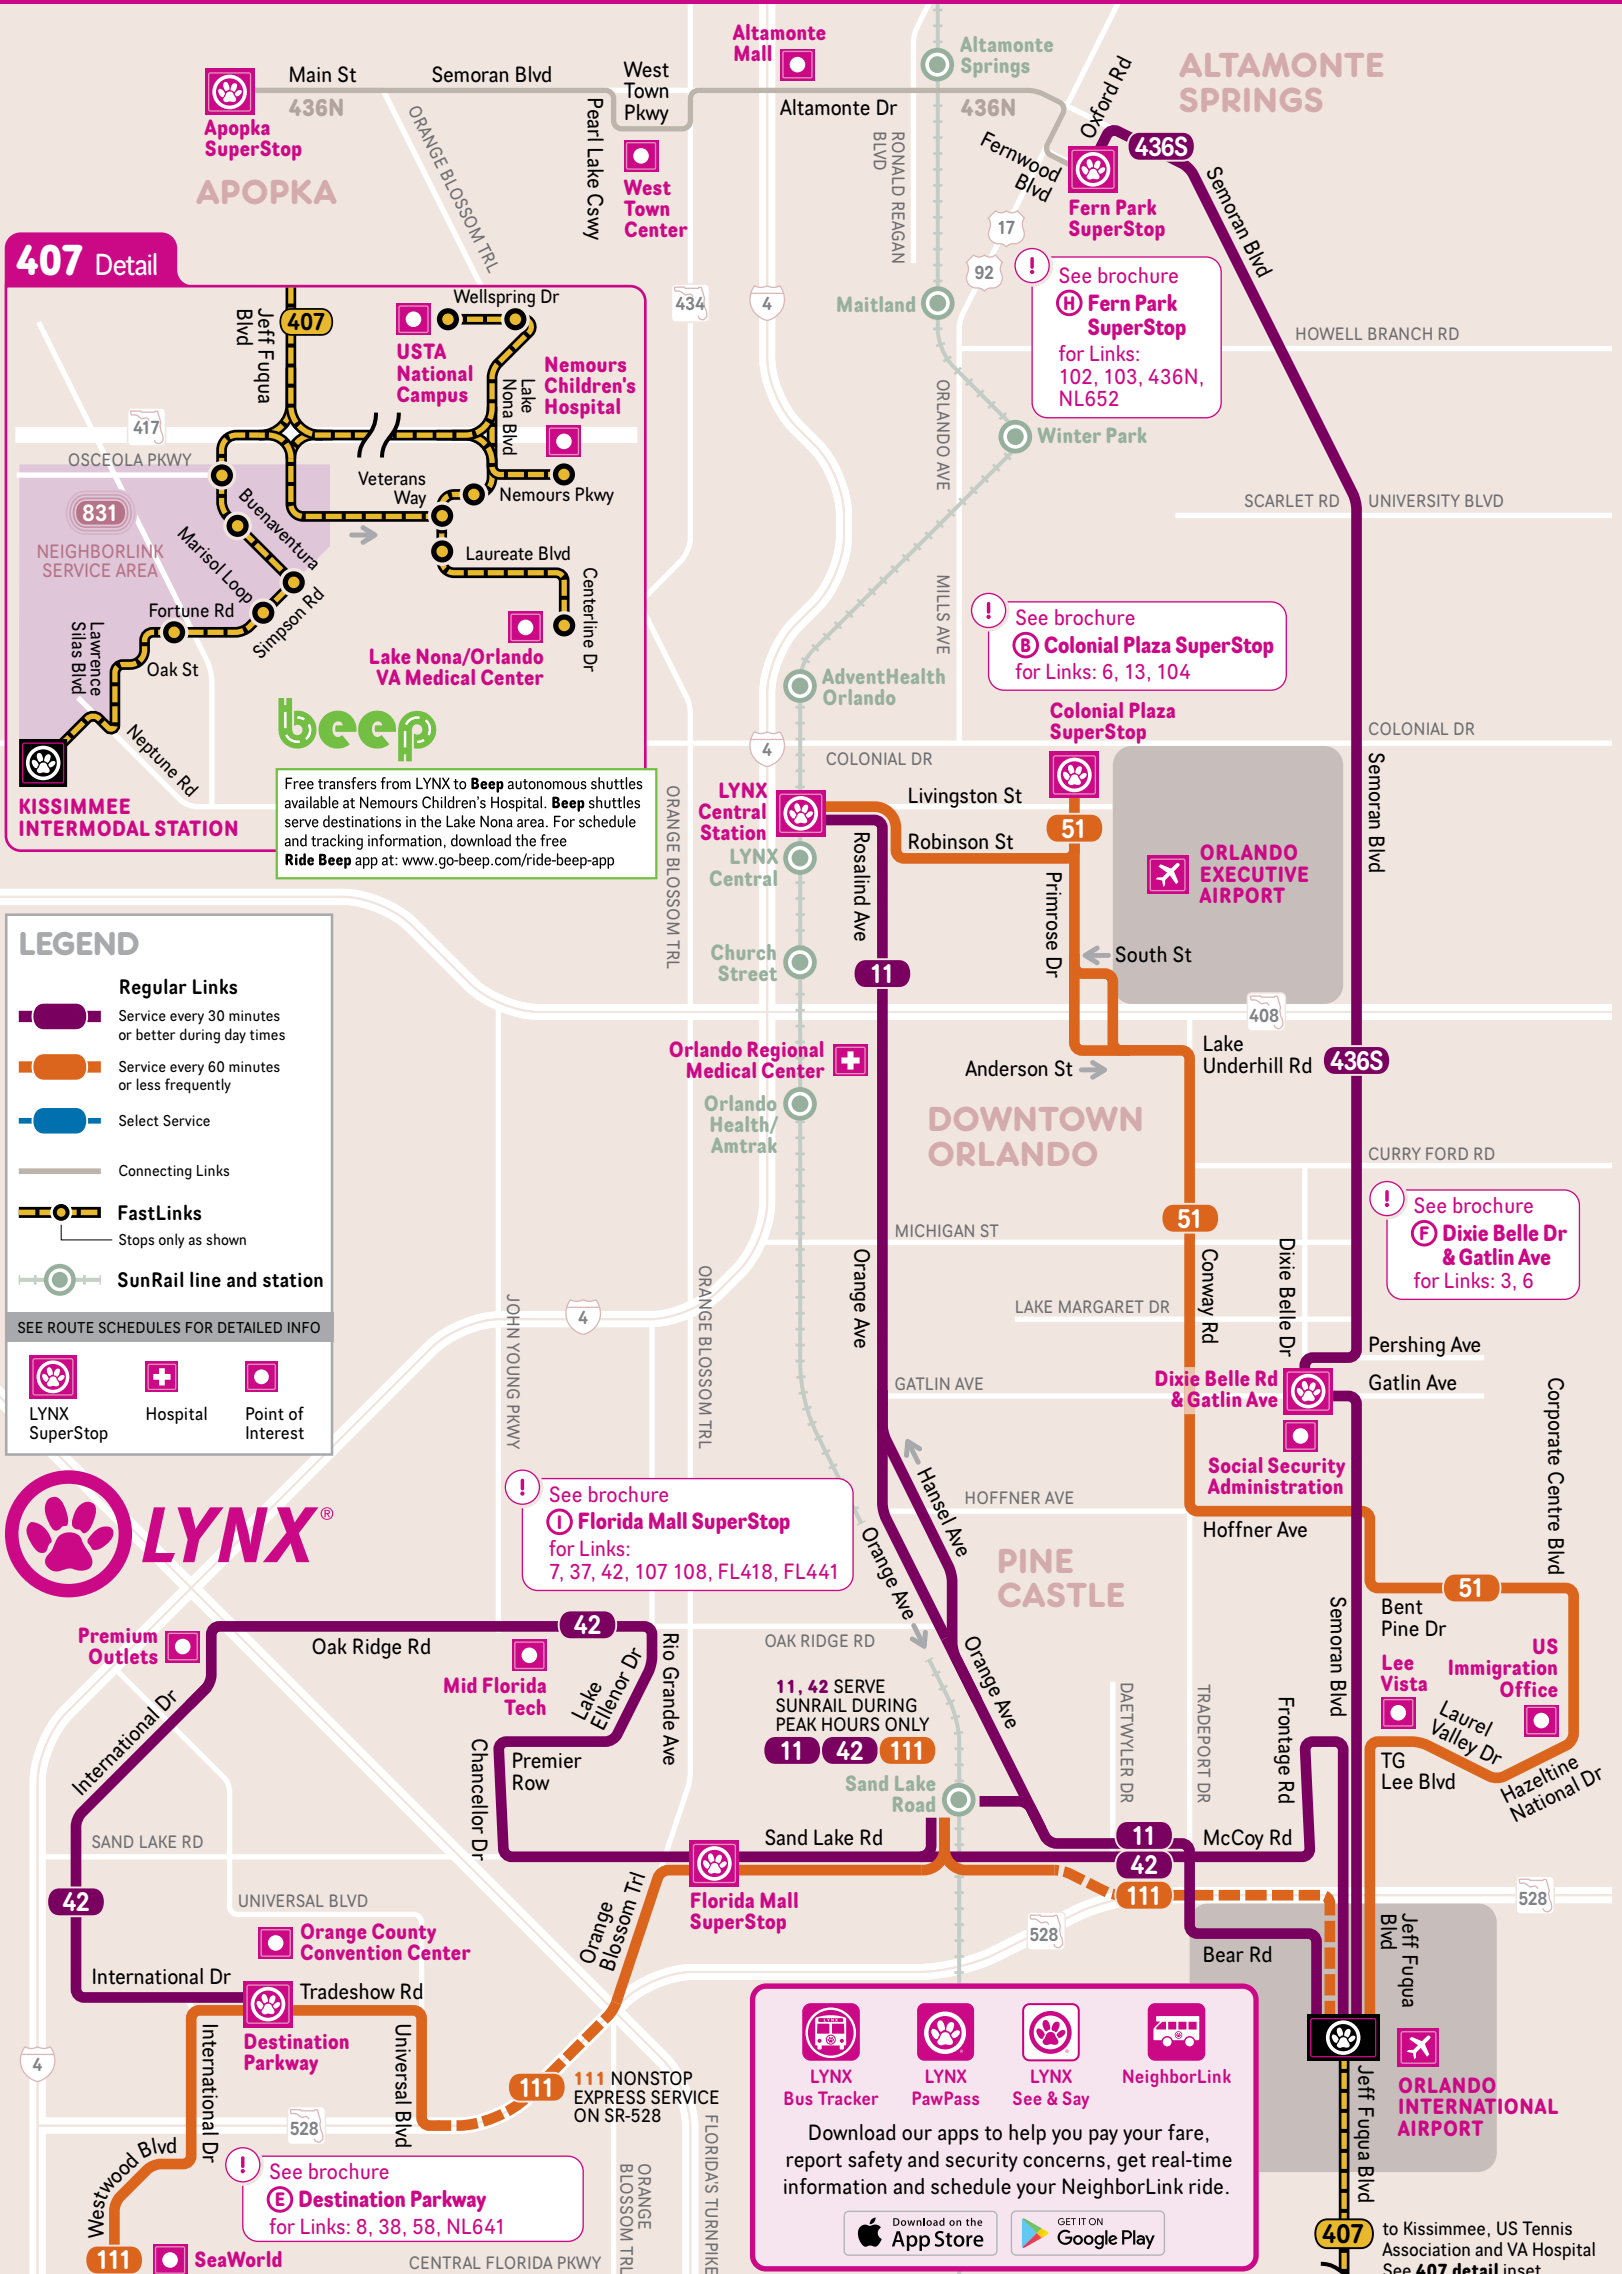 Altamonte
Mall
Altamonte
Springs
ALTAMONTE
SPRINGS
Main St
Semoran Blvd
West
Town
Pkwy
436N
Altamonte Dr
436N
Oxford Rd
Apopka
SuperStop
APOPKA
ORANGE BLOSSOM TRL
Pearl Lake Cswy
West
Town
Center
RONALD REAGAN
BLVD
Fernwood
Blvd
436S
Semoran Blvd
Fern Park
SuperStop
17
92
434
4
Maitland
! See brochure
H Fern Park
SuperStop
for Links:
102, 103, 436N,
NL652
HOWELL BRANCH RD
ORLANDO AVE
Winter Park
SCARLET RD
UNIVERSITY BLVD
407 Detail
Jeff Fuqua
Blvd
407
Wellspring Dr
USTA
National
Campus
Lake
Nona Blvd
Nemours
Children's
Hospital
417
OSCEOLA PKWY
Veterans
Way
Nemours Pkwy
831
NEIGHBORLINK
SERVICE AREA
Buenaventura
Marisol Loop
Laureate Blvd
Fortune Rd
Simpson Rd
Centerline Dr
Lawrence
Silas Blvd
Oak St
Lake Nona/Orlando
VA Medical Center
Neptune Rd
KISSIMMEE
INTERMODAL STATION
beep
Free transfers from LYNX to Beep autonomous shuttles
available at Nemours Children's Hospital. Beep shuttles
serve destinations in the Lake Nona area. For schedule
and tracking information, download the free
Ride Beep app at: www.go-beep.com/ride-beep-app
MILLS AVE
! See brochure
B Colonial Plaza SuperStop
for Links: 6, 13, 104
AdventHealth
Orlando
Colonial Plaza
SuperStop
4
COLONIAL DR
COLONIAL DR
Semoran Blvd
ORANGE BLOSSOM TRL
LYNX
Central
Station
LYNX
Central
Livingston St
51
Robinson St
Rosalind Ave
Primrose Dr
ORLANDO
EXECUTIVE
AIRPORT
Church
Street
11
South St
408
Orlando Regional
Medical Center
Anderson St
Lake
Underhill Rd
436S
Orlando
Health/
Amtrak
DOWNTOWN
ORLANDO
CURRY FORD RD
LEGEND
Regular Links
Service every 30 minutes
or better during day times
Service every 60 minutes
or less frequently
Select Service
Connecting Links
FastLinks
Stops only as shown
SunRail line and station
SEE ROUTE SCHEDULES FOR DETAILED INFO
LYNX
SuperStop
Hospital
Point of
Interest
LYNX®
51
MICHIGAN ST
! See brochure
F Dixie Belle Dr
& Gatlin Ave
for Links: 3, 6
Orange Ave
Conway Rd
Dixie Belle Dr
LAKE MARGARET DR
4
JOHN YOUNG PKWY
ORANGE BLOSSOM TRL
Pershing Ave
GATLIN AVE
Dixie Belle Rd
& Gatlin Ave
Gatlin Ave
Corporate Centre Blvd
Social Security
Administration
Hansel Ave
HOFFNER AVE
Hoffner Ave
! See brochure
I Florida Mall SuperStop
for Links:
7, 37, 42, 107 108, FL418, FL441
Orange Ave
PINE
CASTLE
51
Bent
Pine Dr
Semoran Blvd
Premium
Outlets
42
Oak Ridge Rd
Mid Florida
Tech
Lake
Ellenor Dr
Rio Grande Ave
OAK RIDGE RD
Orange Ave
11, 42 SERVE
SUNRAIL DURING
PEAK HOURS ONLY
11 42 111
US
Immigration
Office
Lee
Vista
Laurel
Valley Dr
TG
Lee Blvd
Hazeltine
National Dr
International Dr
Chancellor Dr
Premier
Row
DAETWYLER DR
TRADEPORT DR
Frontage Rd
Sand Lake
Road
SAND LAKE RD
Sand Lake Rd
11
42
111
McCoy Rd
42
UNIVERSAL BLVD
Orange County
Convention Center
Florida Mall
SuperStop
Orange
Blossom Trl
528
528
Bear Rd
Jeff Fuqua
Blvd
International Dr
Tradeshow Rd
Destination
Parkway
International Dr
Universal Blvd
4
528
111
111 NONSTOP
EXPRESS SERVICE
ON SR-528
LYNX
Bus Tracker
LYNX
PawPass
LYNX
See & Say
NeighborLink
Download our apps to help you pay your fare,
report safety and security concerns, get real-time
information and schedule your NeighborLink ride.
Download on the
App Store
GET IT ON
Google Play
ORLANDO
INTERNATIONAL
AIRPORT
Jeff Fuqua Blvd
Westwood Blvd
! See brochure
E Destination Parkway
for Links: 8, 38, 58, NL641
ORANGE
BLOSSOM TRL
FLORIDA'S TURNPIKE
111
SeaWorld
CENTRAL FLORIDA PKWY
407
to Kissimmee, US Tennis
Association and VA Hospital
See 407 detail inset